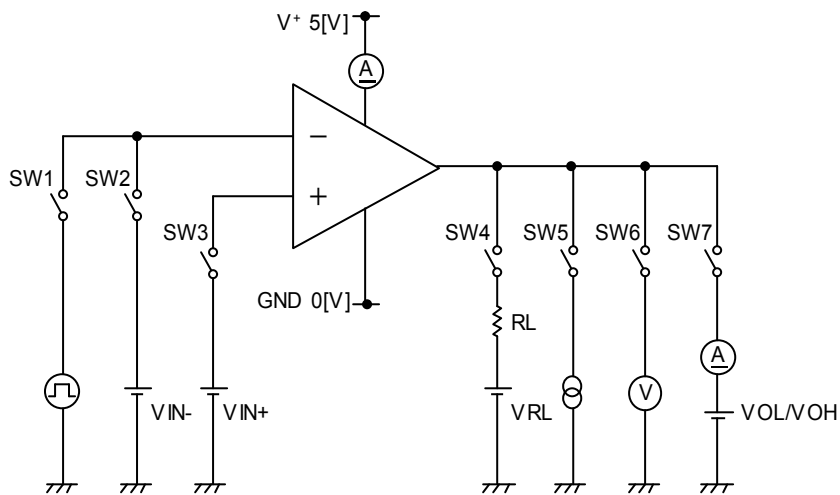 V+ 5[V]
A
−
+
SW1
SW2
SW3
SW4
SW5
SW6
SW7
GND 0[V]
RL
A
VIN-
VIN+
VRL
V
VOL/VOH